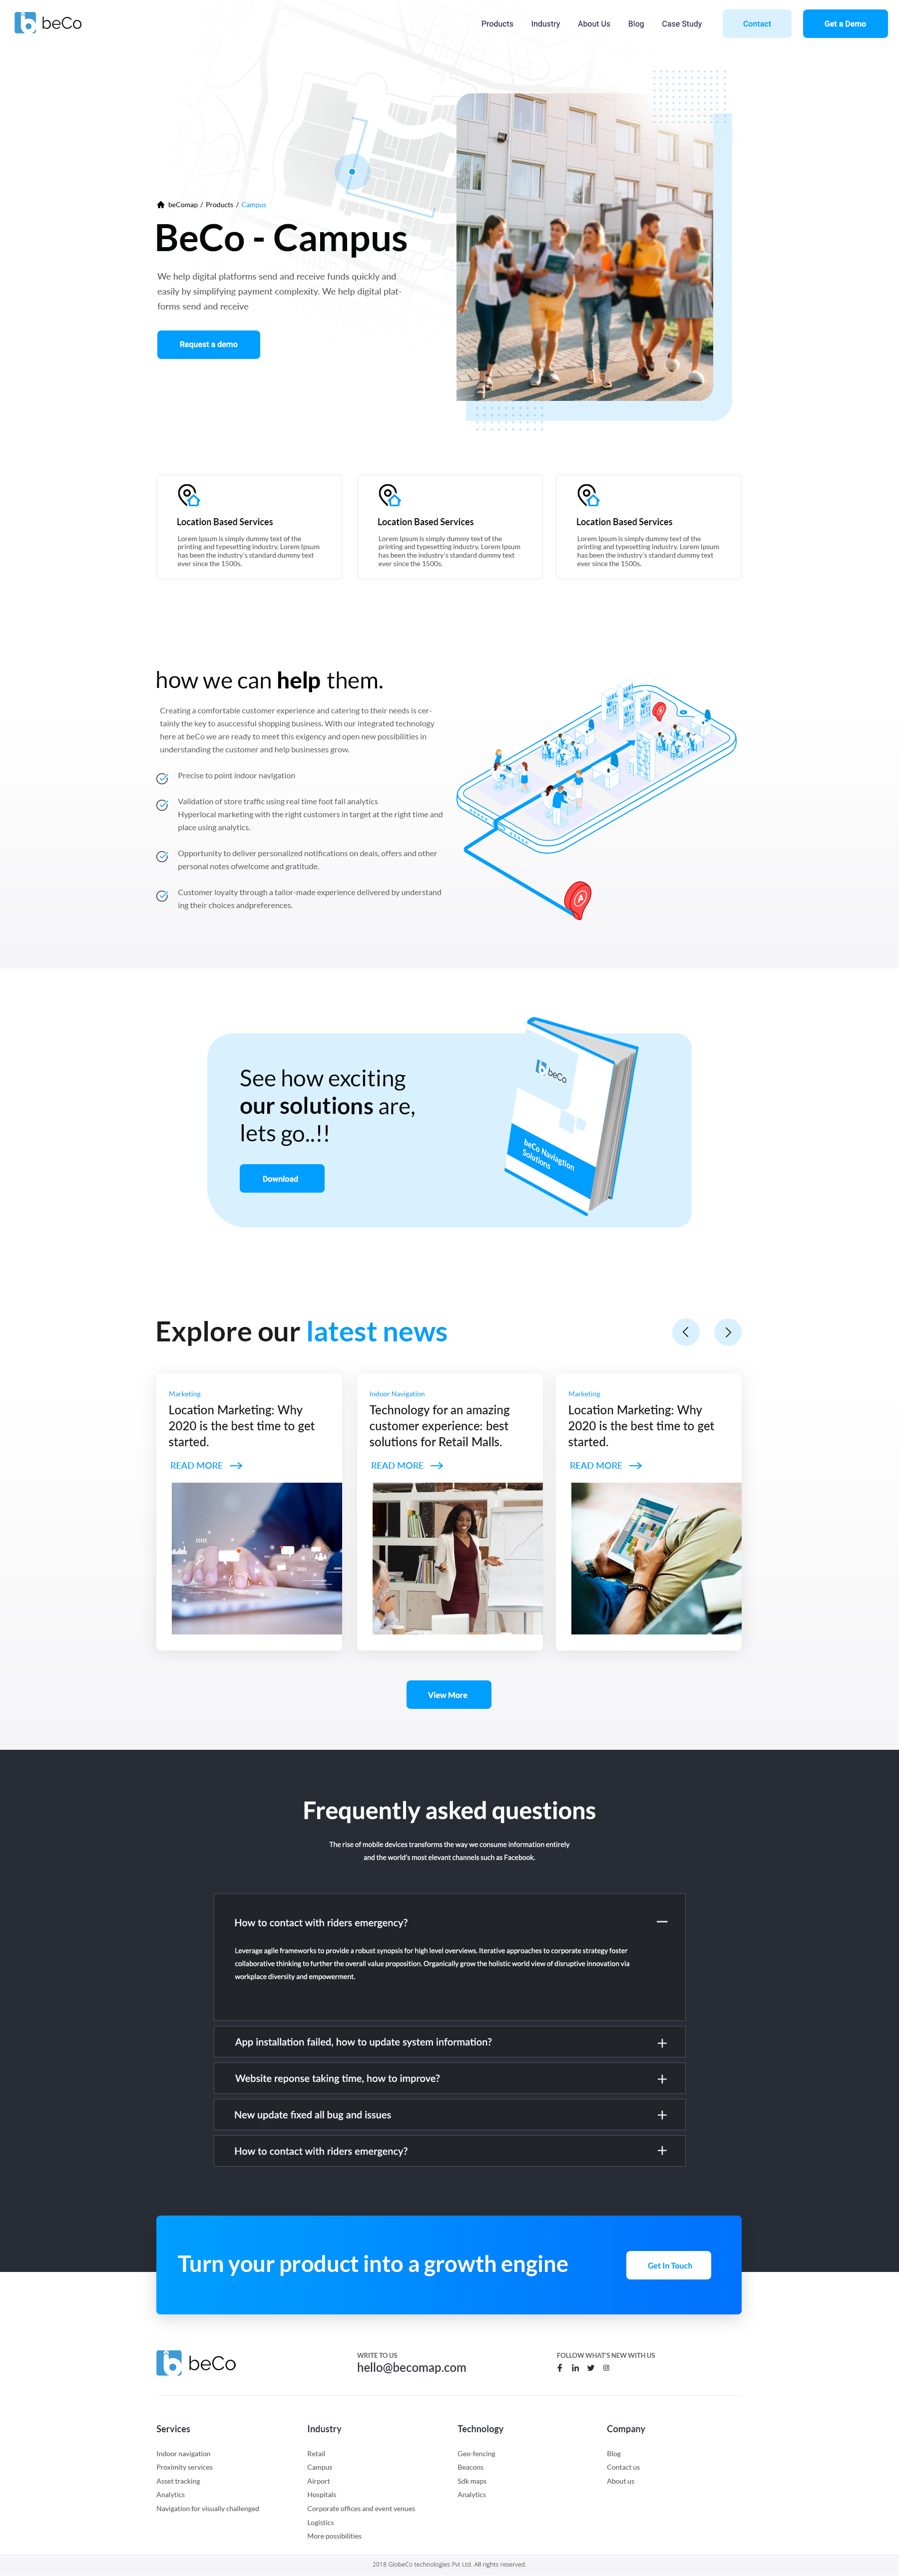 beCo
Products
Industry
About Us
Blog
Case Study
Contact
Get a Demo
beComap / Products / Campus
BeCo - Campus
We help digital platforms send and receive funds quickly and
easily by simplifying payment complexity. We help digital plat-
forms send and receive
Request a demo
Location Based Services
Lorem Ipsum is simply dummy text of the
printing and typesetting industry. Lorem Ipsum
has been the industry's standard dummy text
ever since the 1500s.
Location Based Services
Lorem Ipsum is simply dummy text of the
printing and typesetting industry. Lorem Ipsum
has been the industry's standard dummy text
ever since the 1500s.
Location Based Services
Lorem Ipsum is simply dummy text of the
printing and typesetting industry. Lorem Ipsum
has been the industry's standard dummy text
ever since the 1500s.
how we can help them.
Creating a comfortable customer experience and catering to their needs is cer-
tainly the key to asuccessful shopping business. With our integrated technology
here at beCo we are ready to meet this exigency and open new possibilities in
understanding the customer and help businesses grow.
Precise to point indoor navigation
Validation of store traffic using real time foot fall analytics
Hyperlocal marketing with the right customers in target at the right time and
place using analytics.
Opportunity to deliver personalized notifications on deals, offers and other
personal notes ofwelcome and gratitude.
Customer loyalty through a tailor-made experience delivered by understand
ing their choices andpreferences.
A
See how exciting
our solutions are,
lets go..!!
Download
beCo
beCo Naviagtion
Solutions
Explore our latest news
Marketing
Location Marketing: Why
2020 is the best time to get
started.
READ MORE
Indoor Navigation
Technology for an amazing
customer experience: best
solutions for Retail Malls.
READ MORE
Marketing
Location Marketing: Why
2020 is the best time to get
started.
READ MORE
View More
Frequently asked questions
The rise of mobile devices transforms the way we consume information entirely
and the world's most elevant channels such as Facebook.
How to contact with riders emergency?
Leverage agile frameworks to provide a robust synopsis for high level overviews. Iterative approaches to corporate strategy foster
collaborative thinking to further the overall value proposition. Organically grow the holistic world view of disruptive innovation via
workplace diversity and empowerment.
App installation failed, how to update system information?
Website reponse taking time, how to improve?
New update fixed all bug and issues
How to contact with riders emergency?
Turn your product into a growth engine
Get In Touch
beCo
WRITE TO US
hello@becomap.com
FOLLOW WHAT'S NEW WITH US
Services
Indoor navigation
Proximity services
Asset tracking
Analytics
Navigation for visually challenged
Industry
Retail
Campus
Airport
Hospitals
Corporate offices and event venues
Logistics
More possibilities
Technology
Geo-fencing
Beacons
Sdk maps
Analytics
Company
Blog
Contact us
About us
2018 GlobeCo technologies Pvt Ltd. All rights reserved.